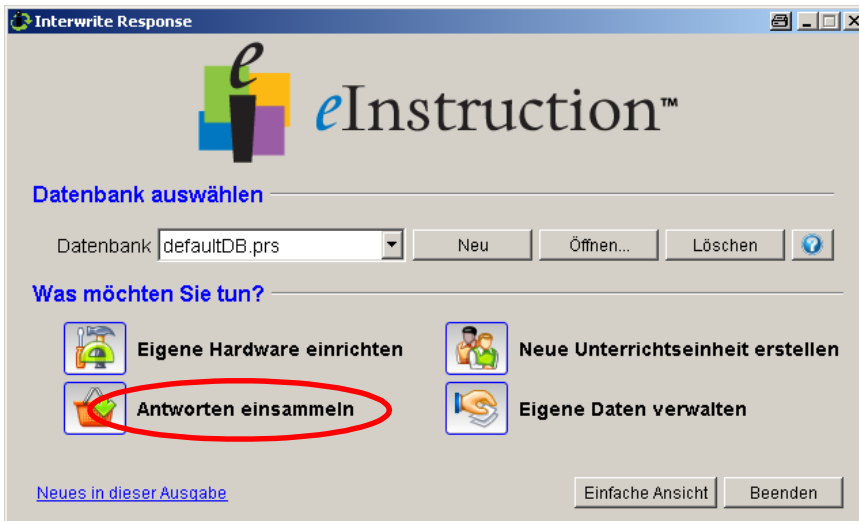 Interwrite Response
eInstruction™
Datenbank auswählen
Datenbank defaultDB.prs Neu Öffnen... Löschen
Was möchten Sie tun?
Eigene Hardware einrichten Neue Unterrichtseinheit erstellen
Antworten einsammeln Eigene Daten verwalten
Neues in dieser Ausgabe Einfache Ansicht Beenden